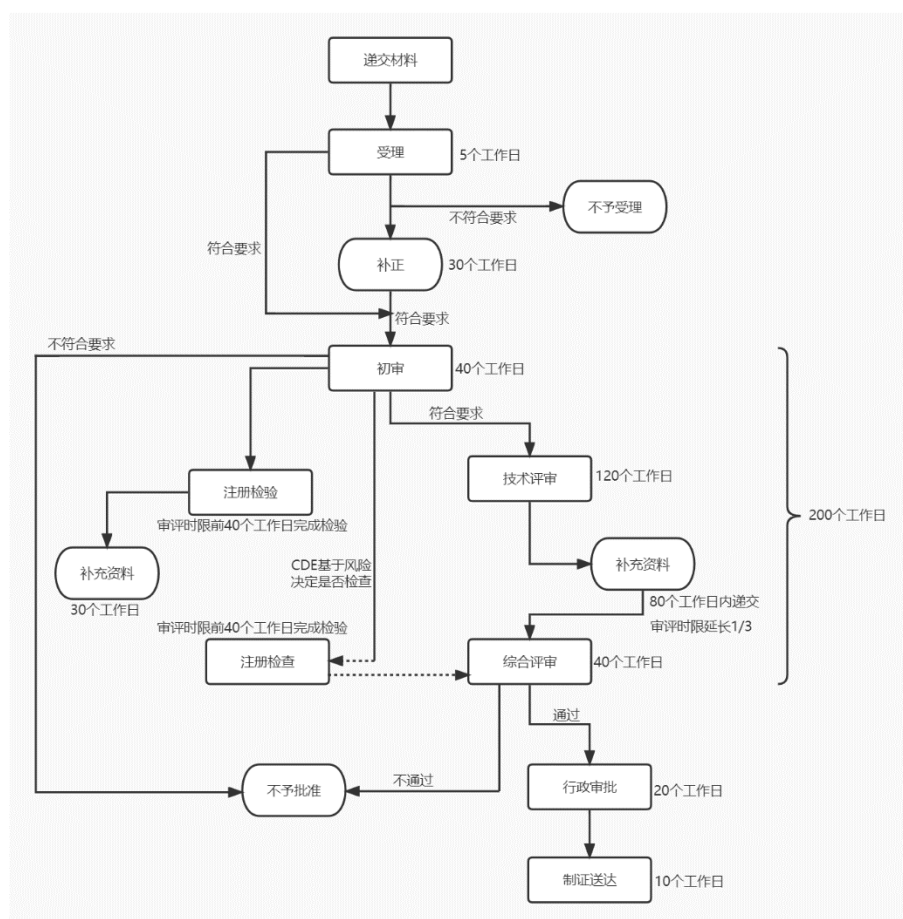 递交材料
受理
5个工作日
不符合要求
不予受理
符合要求
补正
30个工作日
符合要求
不符合要求
初审
40个工作日
符合要求
注册检验
审评时限前40个工作日完成检验
技术评审
120个工作日
200个工作日
补充资料
30个工作日
CDE基于风险
决定是否检查
补充资料
80个工作日内递交
审评时限延长1/3
审评时限前40个工作日完成检验
注册检查
综合评审
40个工作日
通过
不予批准
不通过
行政审批
20个工作日
制证送达
10个工作日